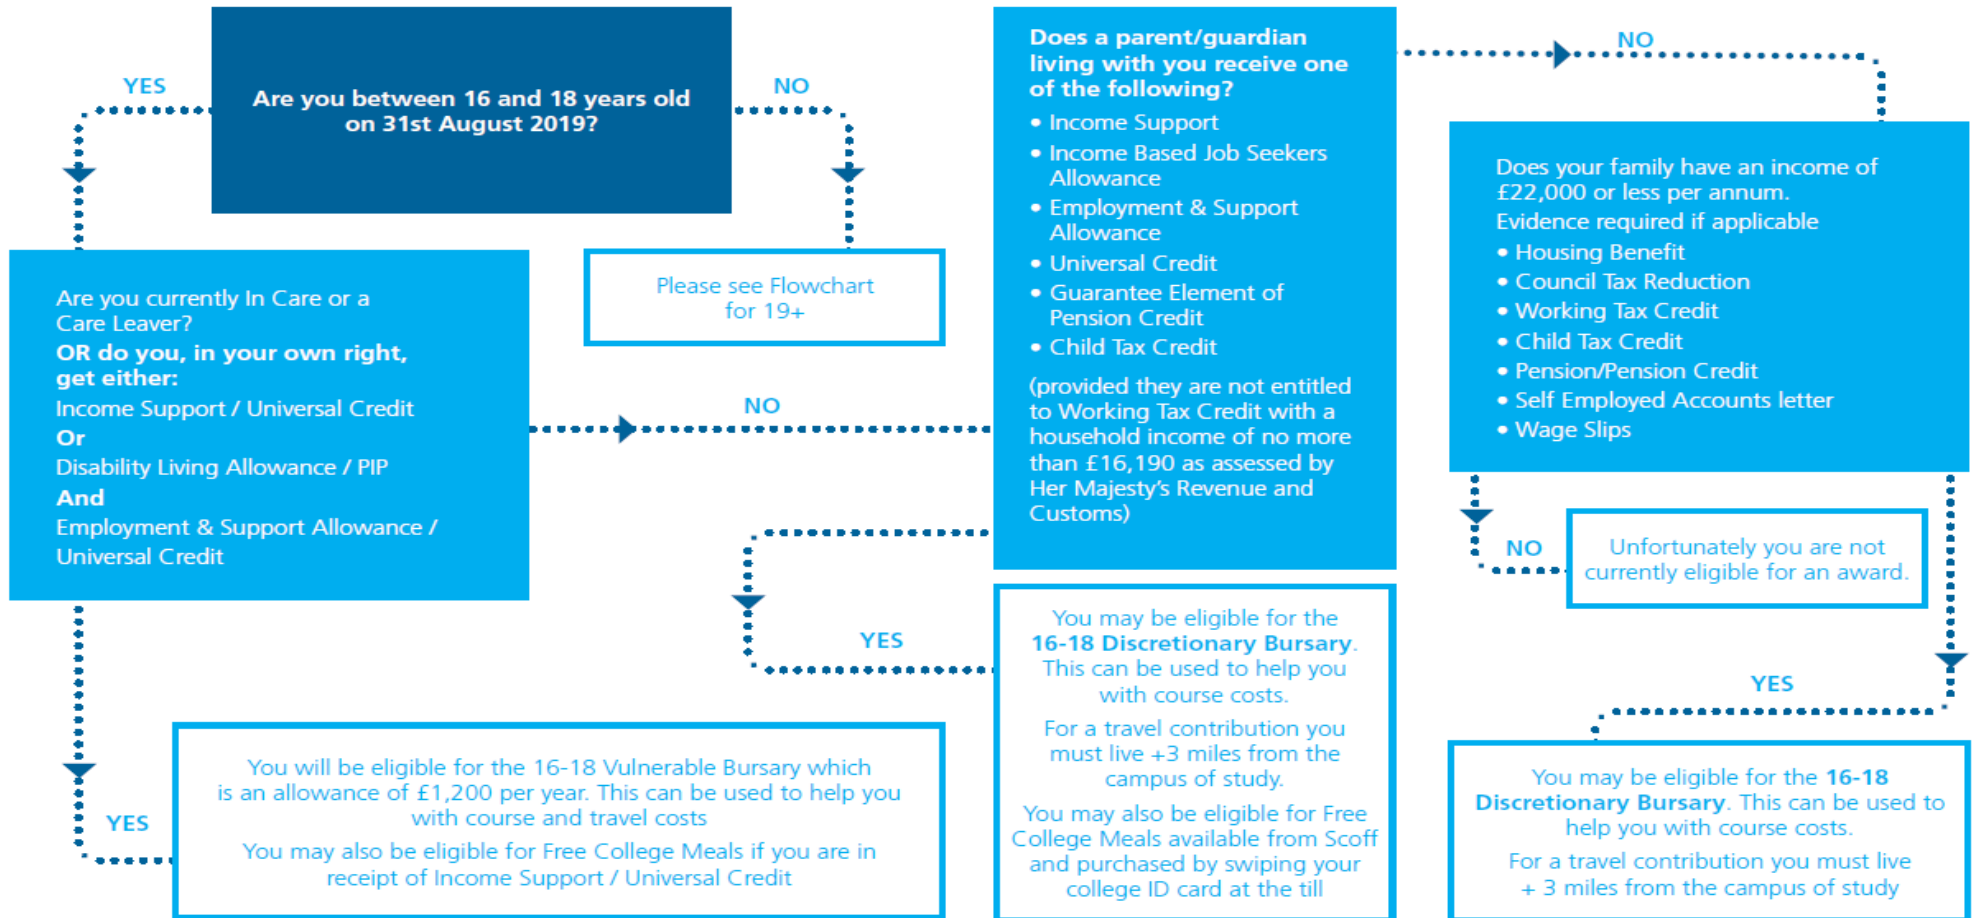 Are you between 16 and 18 years old
on 31st August 2019?
YES
NO
Please see Flowchart
for 19+
Are you currently In Care or a
Care Leaver?
OR do you, in your own right,
get either:
Income Support / Universal Credit
Or
Disability Living Allowance / PIP
And
Employment & Support Allowance /
Universal Credit
NO
YES
You will be eligible for the 16-18 Vulnerable Bursary which
is an allowance of £1,200 per year. This can be used to help you
with course and travel costs
You may also be eligible for Free College Meals if you are in
receipt of Income Support / Universal Credit
Does a parent/guardian
living with you receive one
of the following?
• Income Support
• Income Based Job Seekers
Allowance
• Employment & Support
Allowance
• Universal Credit
• Guarantee Element of
Pension Credit
• Child Tax Credit
(provided they are not entitled
to Working Tax Credit with a
household income of no more
than £16,190 as assessed by
Her Majesty's Revenue and
Customs)
NO
YES
You may be eligible for the
16-18 Discretionary Bursary.
This can be used to help you
with course costs.
For a travel contribution you
must live +3 miles from the
campus of study.
You may also be eligible for Free
College Meals available from Scoff
and purchased by swiping your
college ID card at the till
Does your family have an income of
£22,000 or less per annum.
Evidence required if applicable
• Housing Benefit
• Council Tax Reduction
• Working Tax Credit
• Child Tax Credit
• Pension/Pension Credit
• Self Employed Accounts letter
• Wage Slips
NO
Unfortunately you are not
currently eligible for an award.
YES
You may be eligible for the 16-18
Discretionary Bursary. This can be used to
help you with course costs.
For a travel contribution you must live
+ 3 miles from the campus of study